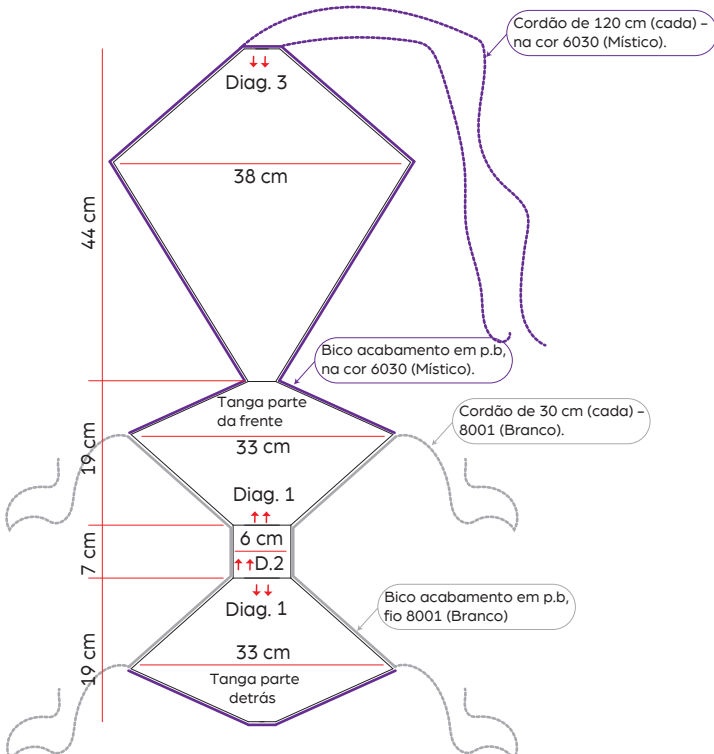 Cordão de 120 cm (cada) –
na cor 6030 (Místico).
Diag. 3
38 cm
44 cm
Bico acabamento em p.b,
na cor 6030 (Místico).
Tanga parte
da frente
Cordão de 30 cm (cada) –
8001 (Branco).
33 cm
19 cm
Diag. 1
6 cm
7 cm
D.2
Diag. 1
Bico acabamento em p.b,
fio 8001 (Branco)
33 cm
19 cm
Tanga parte
detrás